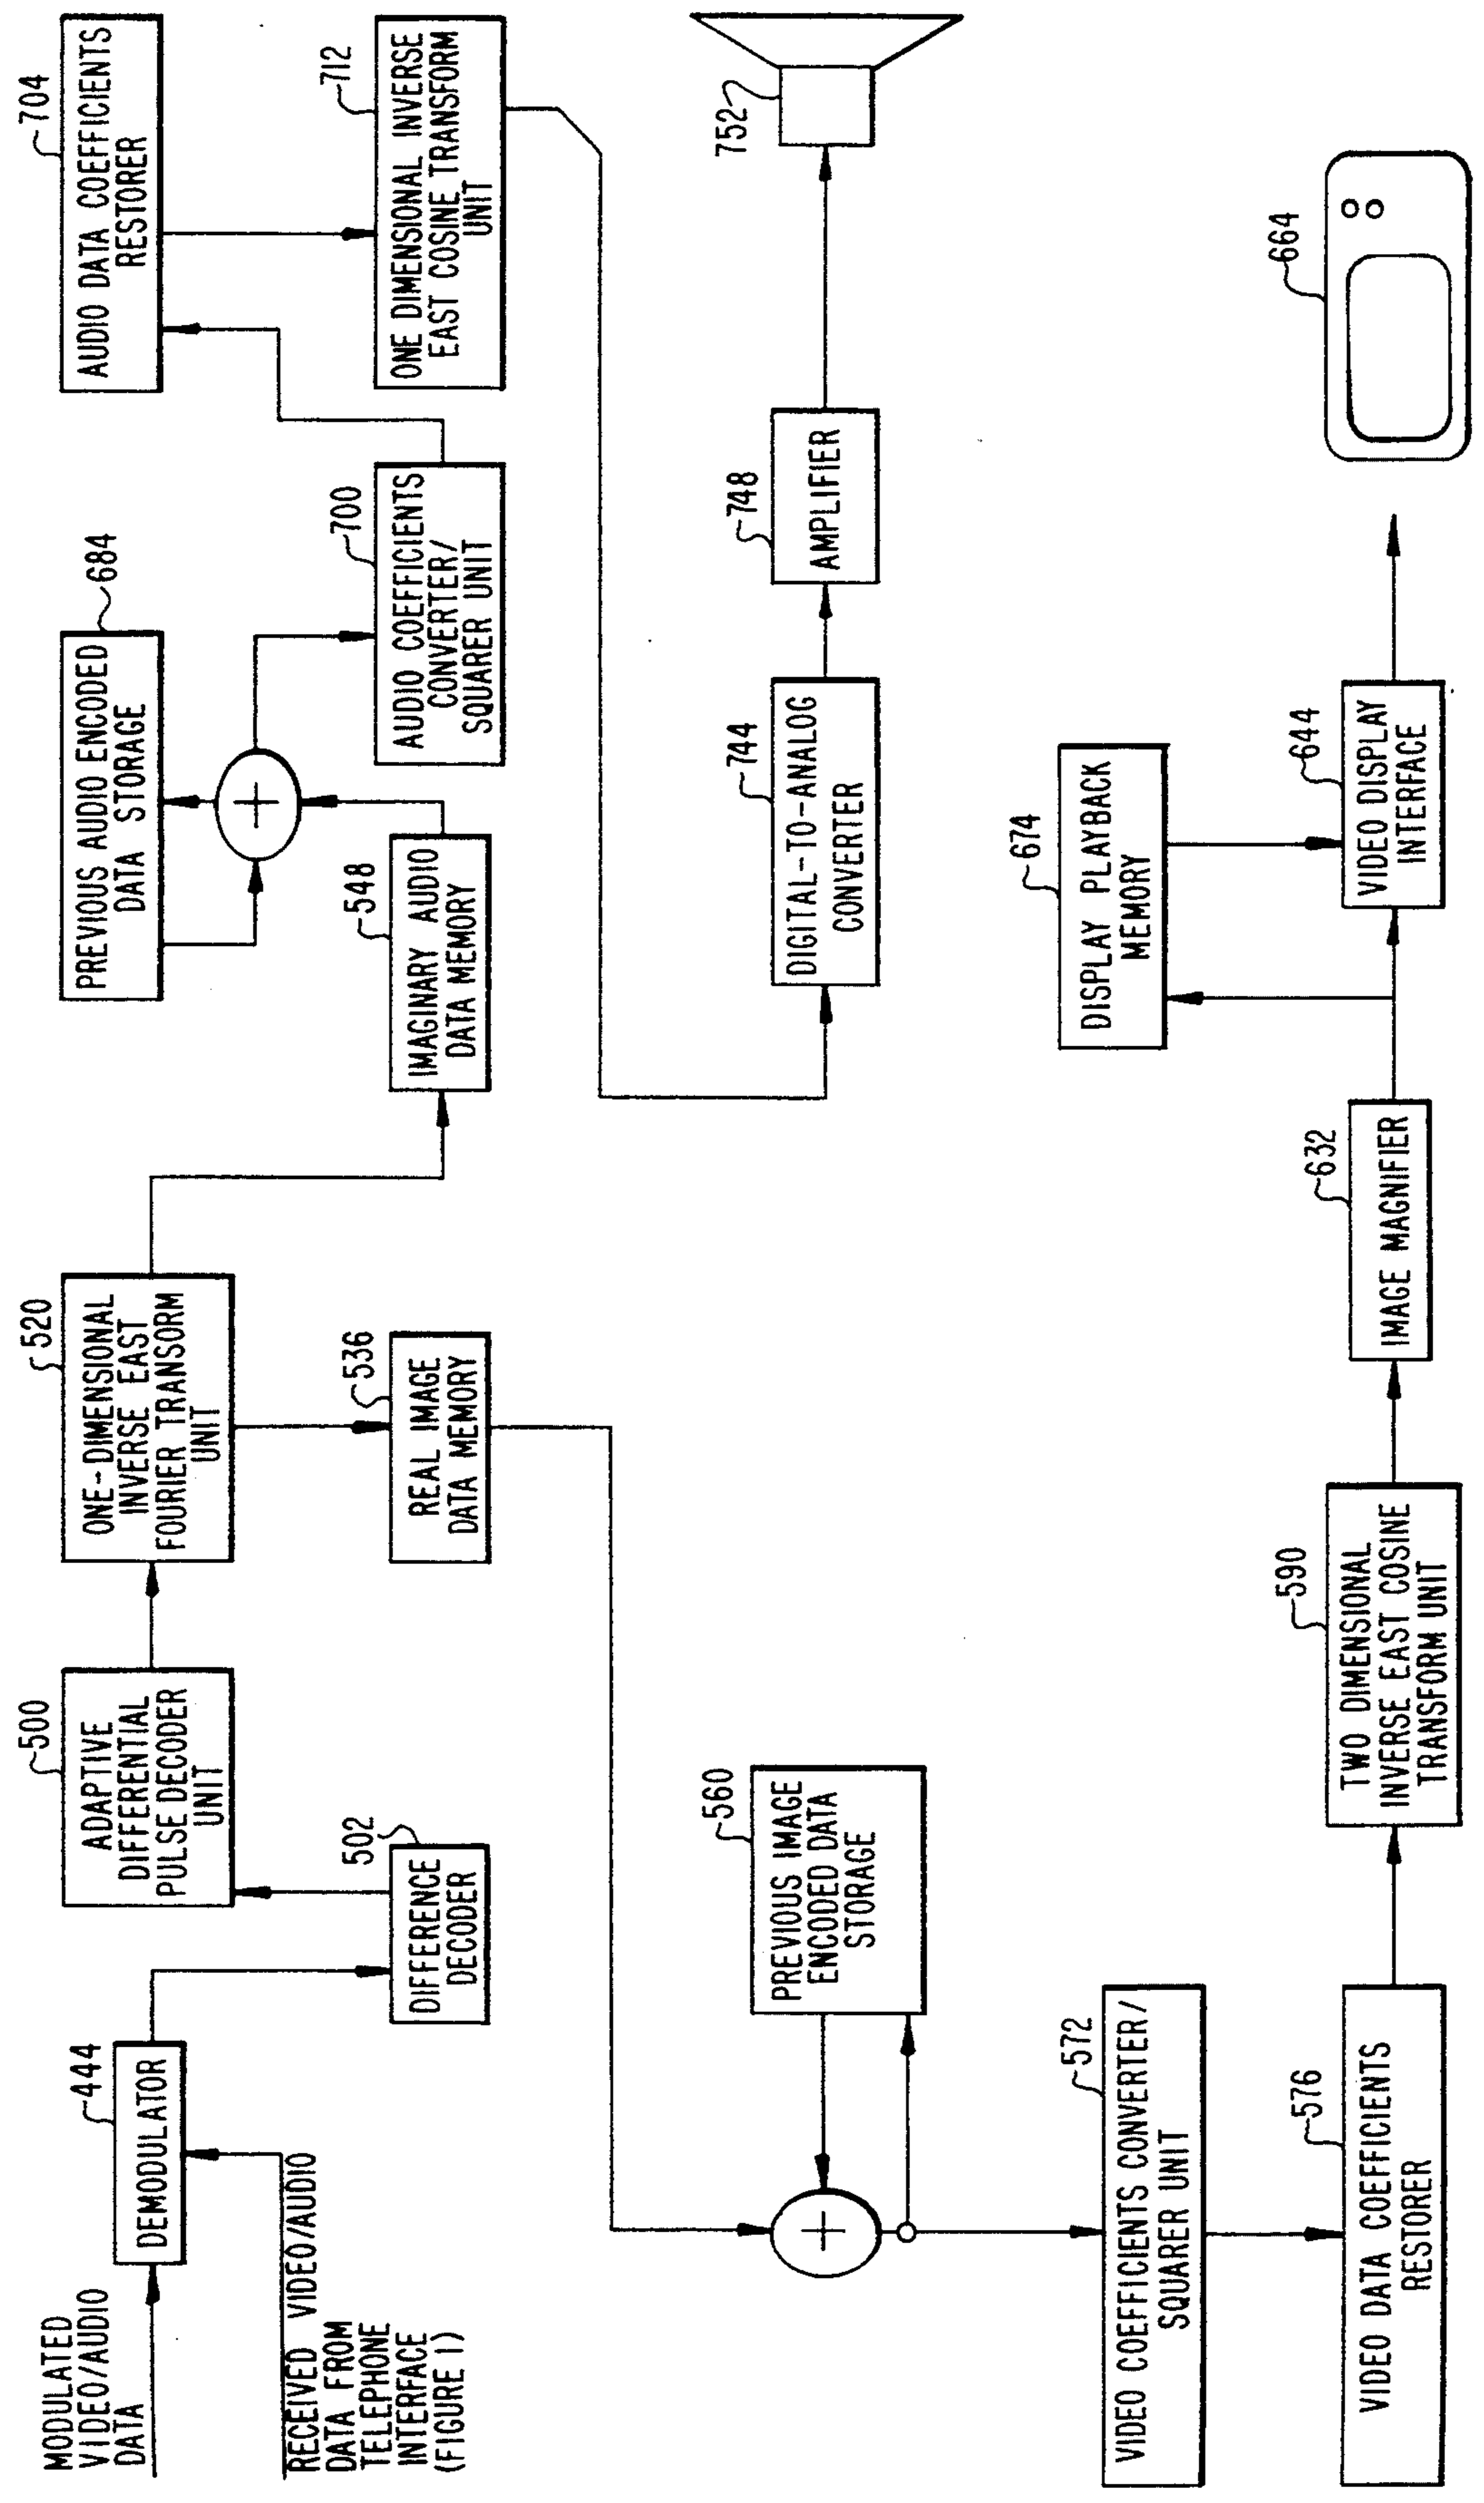 MODULATED
VIDEO/AUDIO
DATA
RECEIVED VIDEO/AUDIO
DATA FROM
TELEPHONE
INTERFACE
(FIGURE 1)
444
DEMODULATOR
502
DIFFERENCE
DECODER
500
ADAPTIVE
DIFFERENTIAL
PULSE DECODER
UNIT
520
ONE-DIMENSIONAL
INVERSE EAST
FOURIER TRANSORM
UNIT
536
REAL IMAGE
DATA MEMORY
548
IMAGINARY AUDIO
DATA MEMORY
684
PREVIOUS AUDIO ENCODED
DATA STORAGE
+
700
AUDIO COEFICIENTS
CONVERTER/
SQUARER UNIT
704
AUDIO DATA COEFICIENTS
RESTORER
712
ONE DIMENSIONAL INVERSE
EAST COSINE TRANSFORM
UNIT
744
DIGITAL-TO-ANALOG
CONVERTER
748
AMPLIFIER
752
560
PREVIOUS IMAGE
ENCODED DATA
STORAGE
+
572
VIDEO COEFFICIENTS CONVERTER/
SQUARER UNIT
576
VIDEO DATA COEFFICIENTS
RESTORER
590
TWO DIMENSIONAL
INVERSE EAST COSINE
TRANSFORM UNIT
632
IMAGE MAGNIFIER
674
DISPLAY PLAYBACK
MEMORY
644
VIDEO DISPLAY
INTERFACE
664